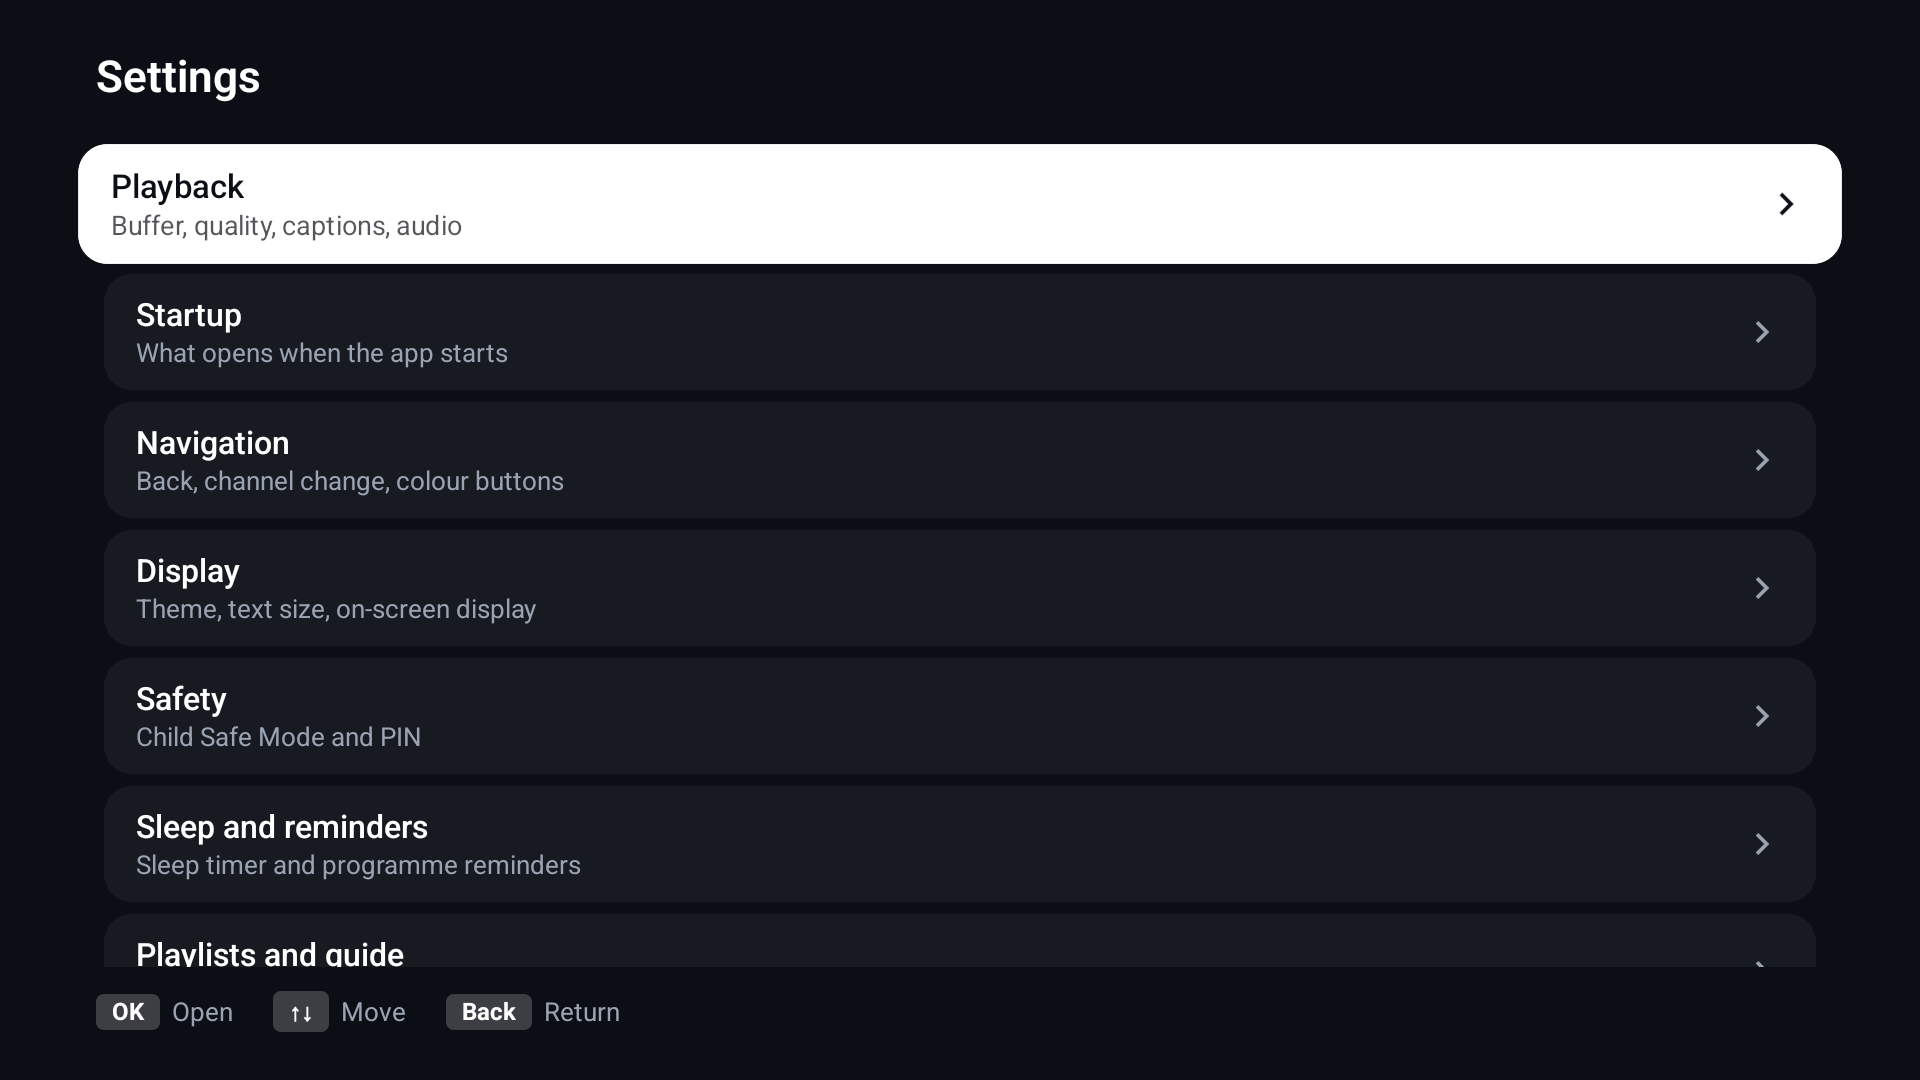 Settings
Playback
Buffer, quality, captions, audio
Startup
What opens when the app starts
Navigation
Back, channel change, colour buttons
Display
Theme, text size, on-screen display
Safety
Child Safe Mode and PIN
Sleep and reminders
Sleep timer and programme reminders
Playlists and guide
OK Open ↑↓ Move Back Return